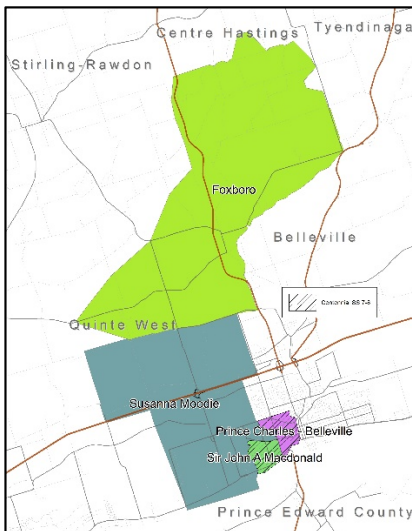 Centre Hastings
Tyendinaga
Stirling-Rawdon
Foxboro
Belleville
Quinte West
Susanna Moodie
Prince Charles - Belleville
Sir John A Macdonald
Prince Edward County